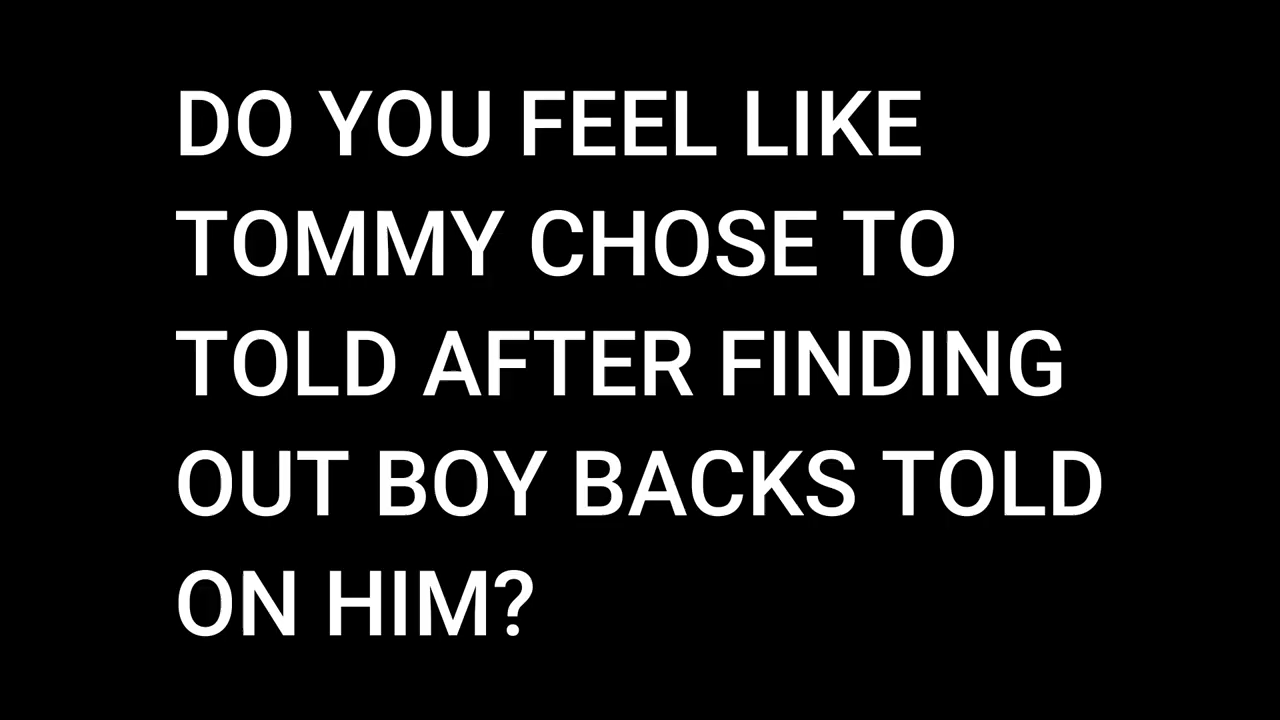 DO YOU FEEL LIKE
TOMMY CHOSE TO
TOLD AFTER FINDING
OUT BOY BACKS TOLD
ON HIM?